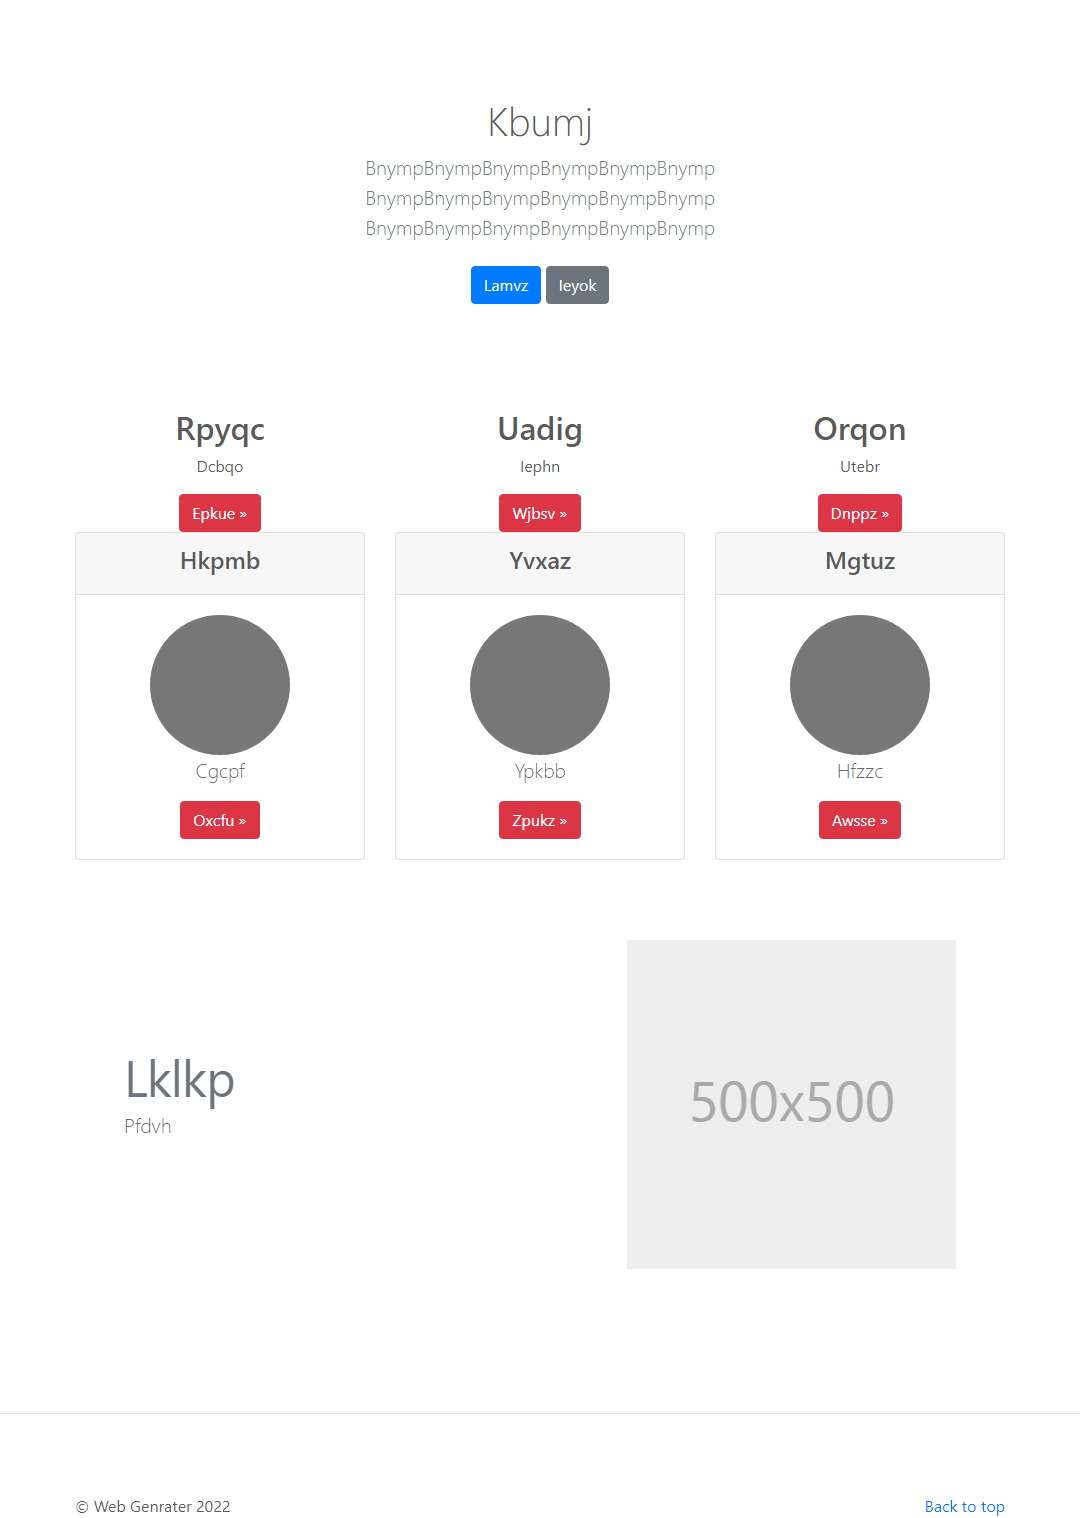 Kbumj
BnympBnympBnympBnympBnympBnymp
BnympBnympBnympBnympBnympBnymp
BnympBnympBnympBnympBnympBnymp
Lamvz Ieyok
Rpyqc Uadig Orqon
Dcbqo Iephn Utebr
Epkue » Wjbsv » Dnppz »
Hkpmb Yvxaz Mgtuz
Cgcpf Ypkbb Hfzzc
Oxcfu » Zpukz » Awsse »
500x500
Lklkp
Pfdvh
© Web Genrater 2022 Back to top